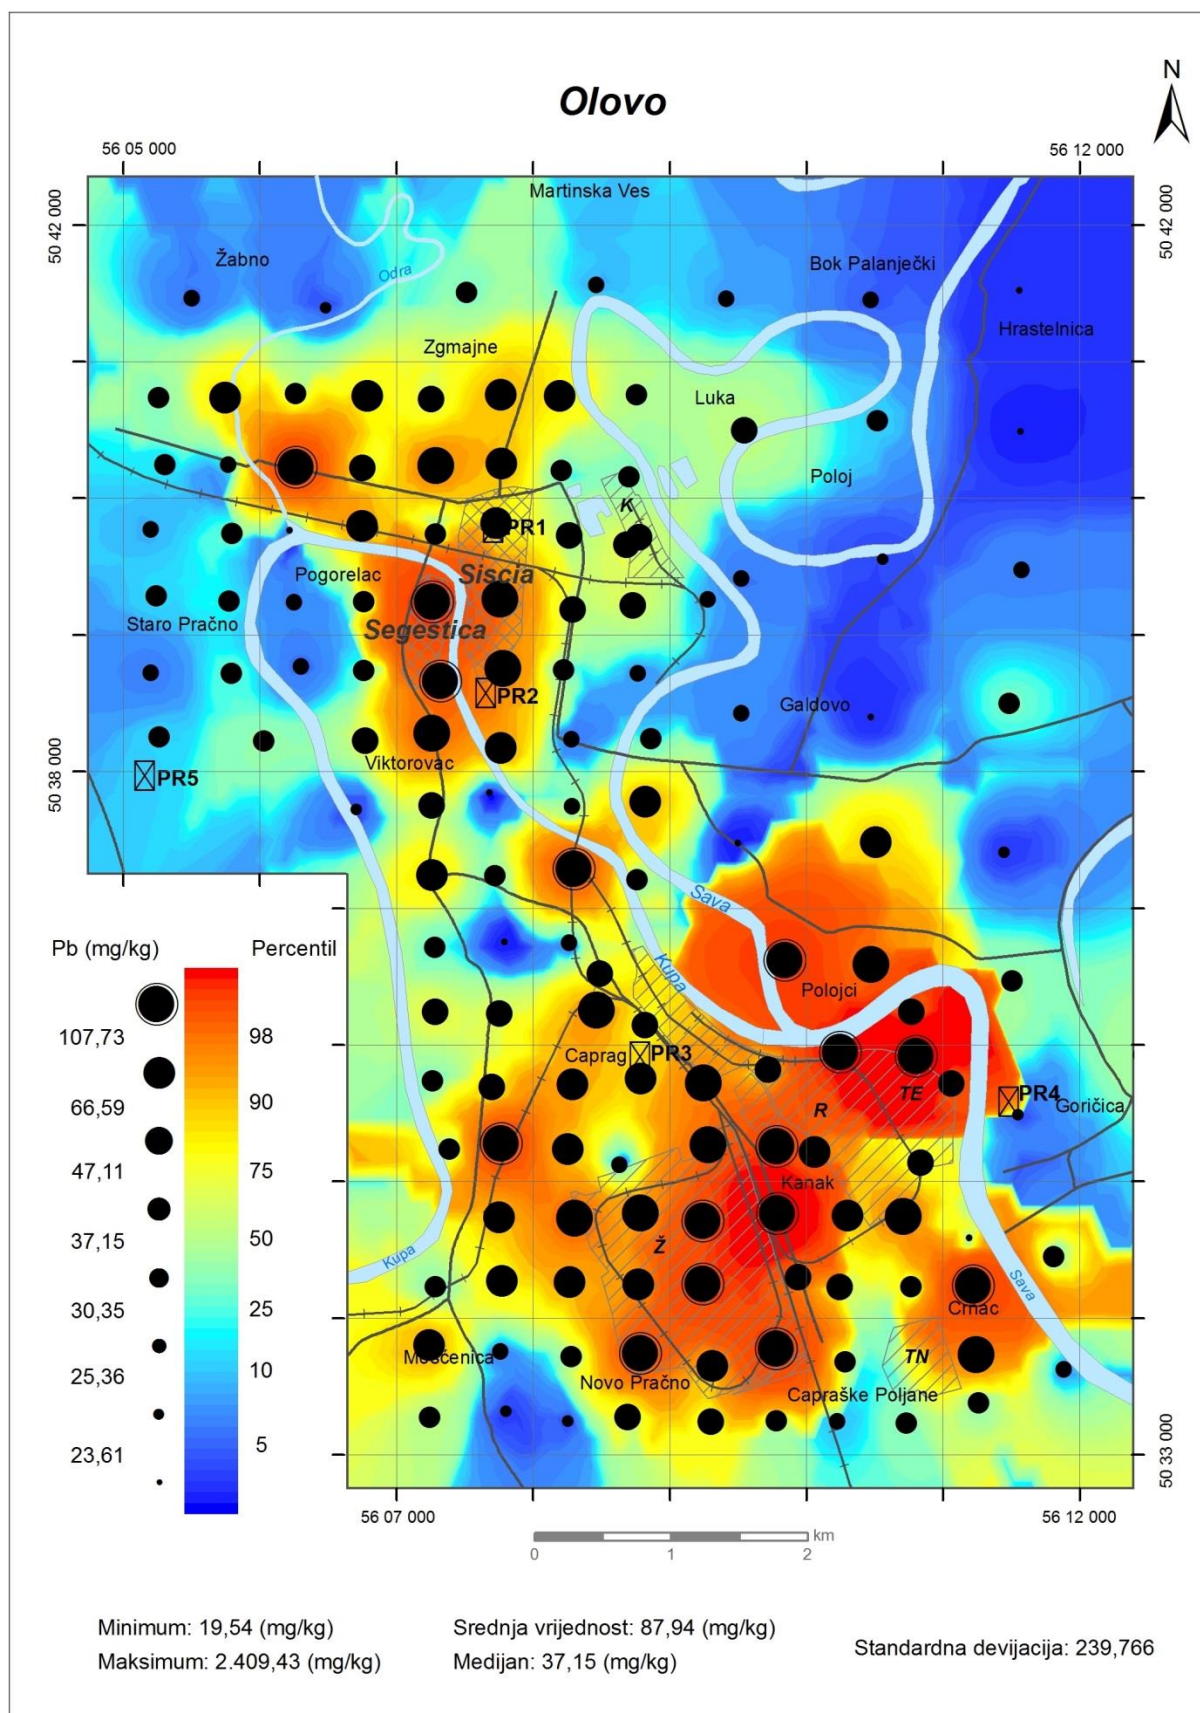 Olovo
N
56 05 000
56 12 000
50 42 000
50 42 000
Martinska Ves
Žabno
Odra
Bok Palanječki
Hrastelnica
Zgmajne
Luka
Poloj
K
PR1
Siscia
Pogorelac
Segestica
Staro Pračno
PR2
Galdovo
Viktorovac
50 38 000
PR5
Sava
Pb (mg/kg)
Percentil
Kupa
Polojci
107,73
98
Caprag
PR3
PR4
TE
Goričica
R
66,59
90
47,11
75
Kanak
37,15
50
Ž
Kupa
Sava
30,35
25
Crnac
Mošćenica
TN
25,36
10
Novo Pračno
Capraške Poljane
23,61
5
50 33 000
56 07 000
56 12 000
km
0
1
2
Minimum: 19,54 (mg/kg)
Srednja vrijednost: 87,94 (mg/kg)
Standardna devijacija: 239,766
Maksimum: 2.409,43 (mg/kg)
Medijan: 37,15 (mg/kg)